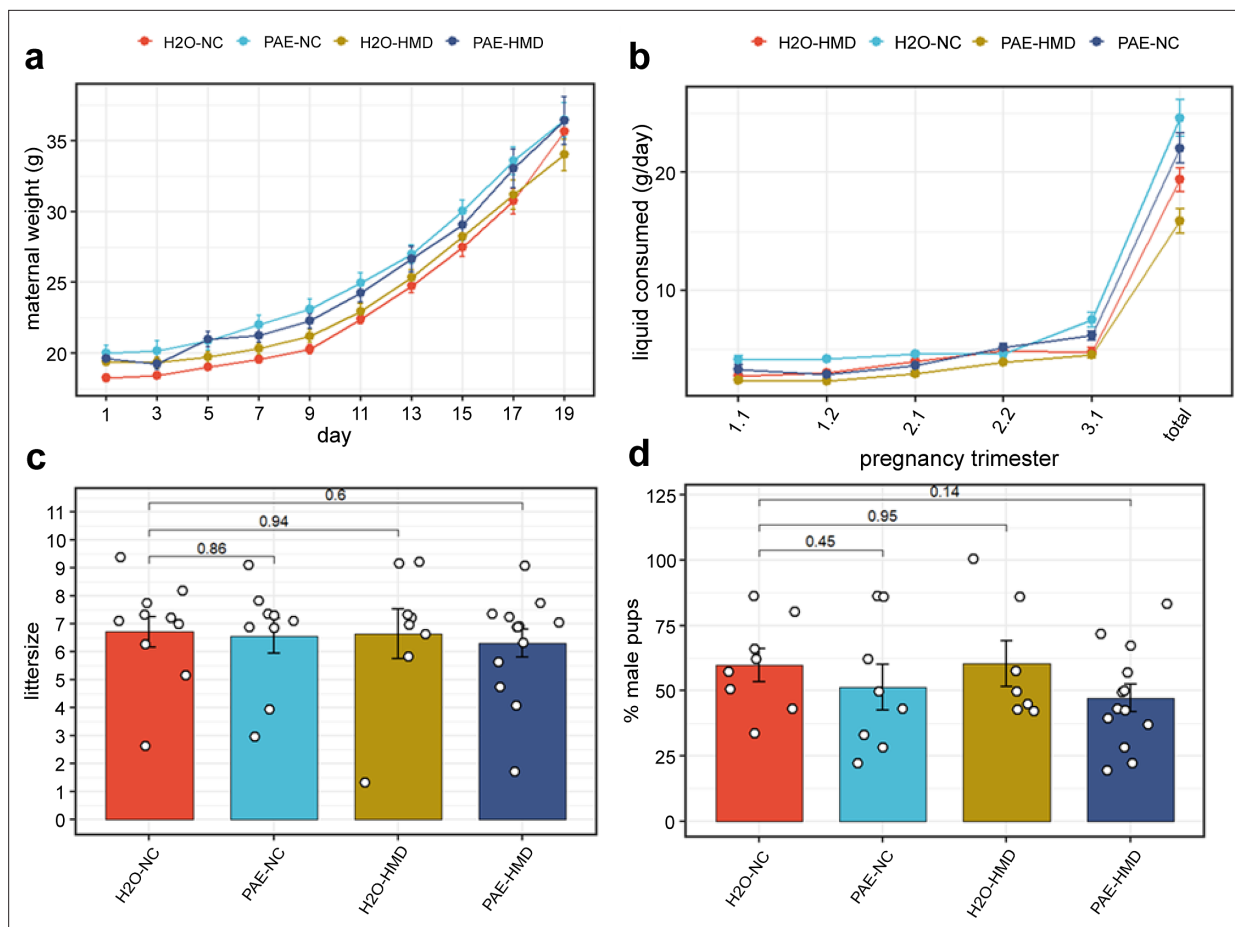 a
H2O-NC PAE-NC H2O-HMD PAE-HMD
maternal weight (g)
35
30
25
20
1 3 5 7 9 11 13 15 17 19
day
b
H2O-HMD H2O-NC PAE-HMD PAE-NC
liquid consumed (g/day)
20
10
1.1 1.2 2.1 2.2 3.1 total
pregnancy trimester
c
littersize
11
10
9
8
7
6
5
4
3
2
1
0
0.6
0.94
0.86
H2O-NC PAE-NC H2O-HMD PAE-HMD
d
% male pups
125
100
75
50
25
0
0.14
0.95
0.45
H2O-NC PAE-NC H2O-HMD PAE-HMD